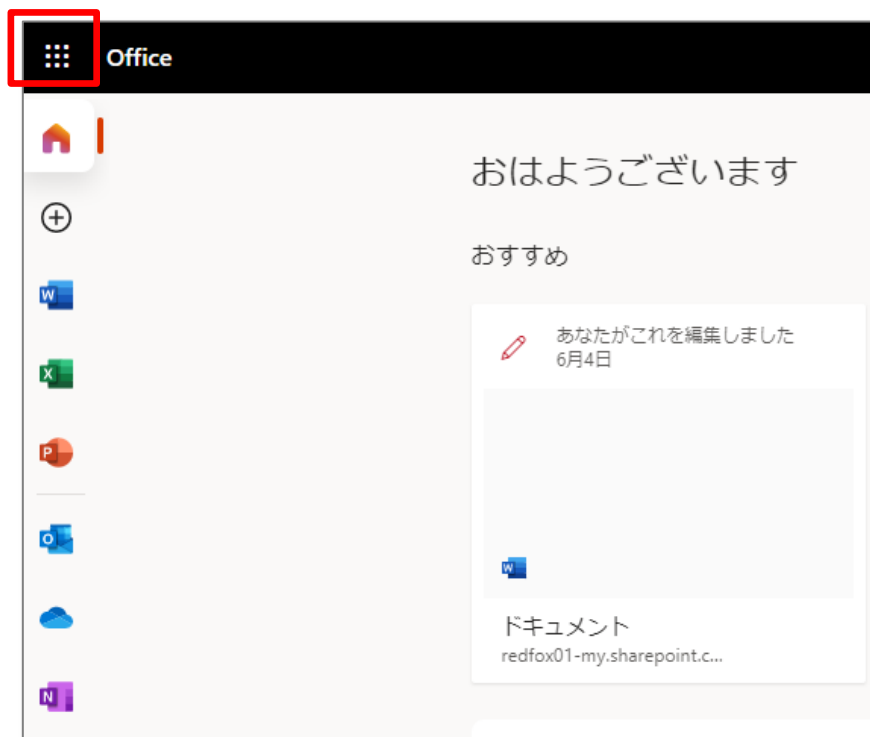 Office
おはようございます
おすすめ
あなたがこれを編集しました
6月4日
W
X
P
O
W
ドキュメント
redfox01-my.sharepoint.c...
N